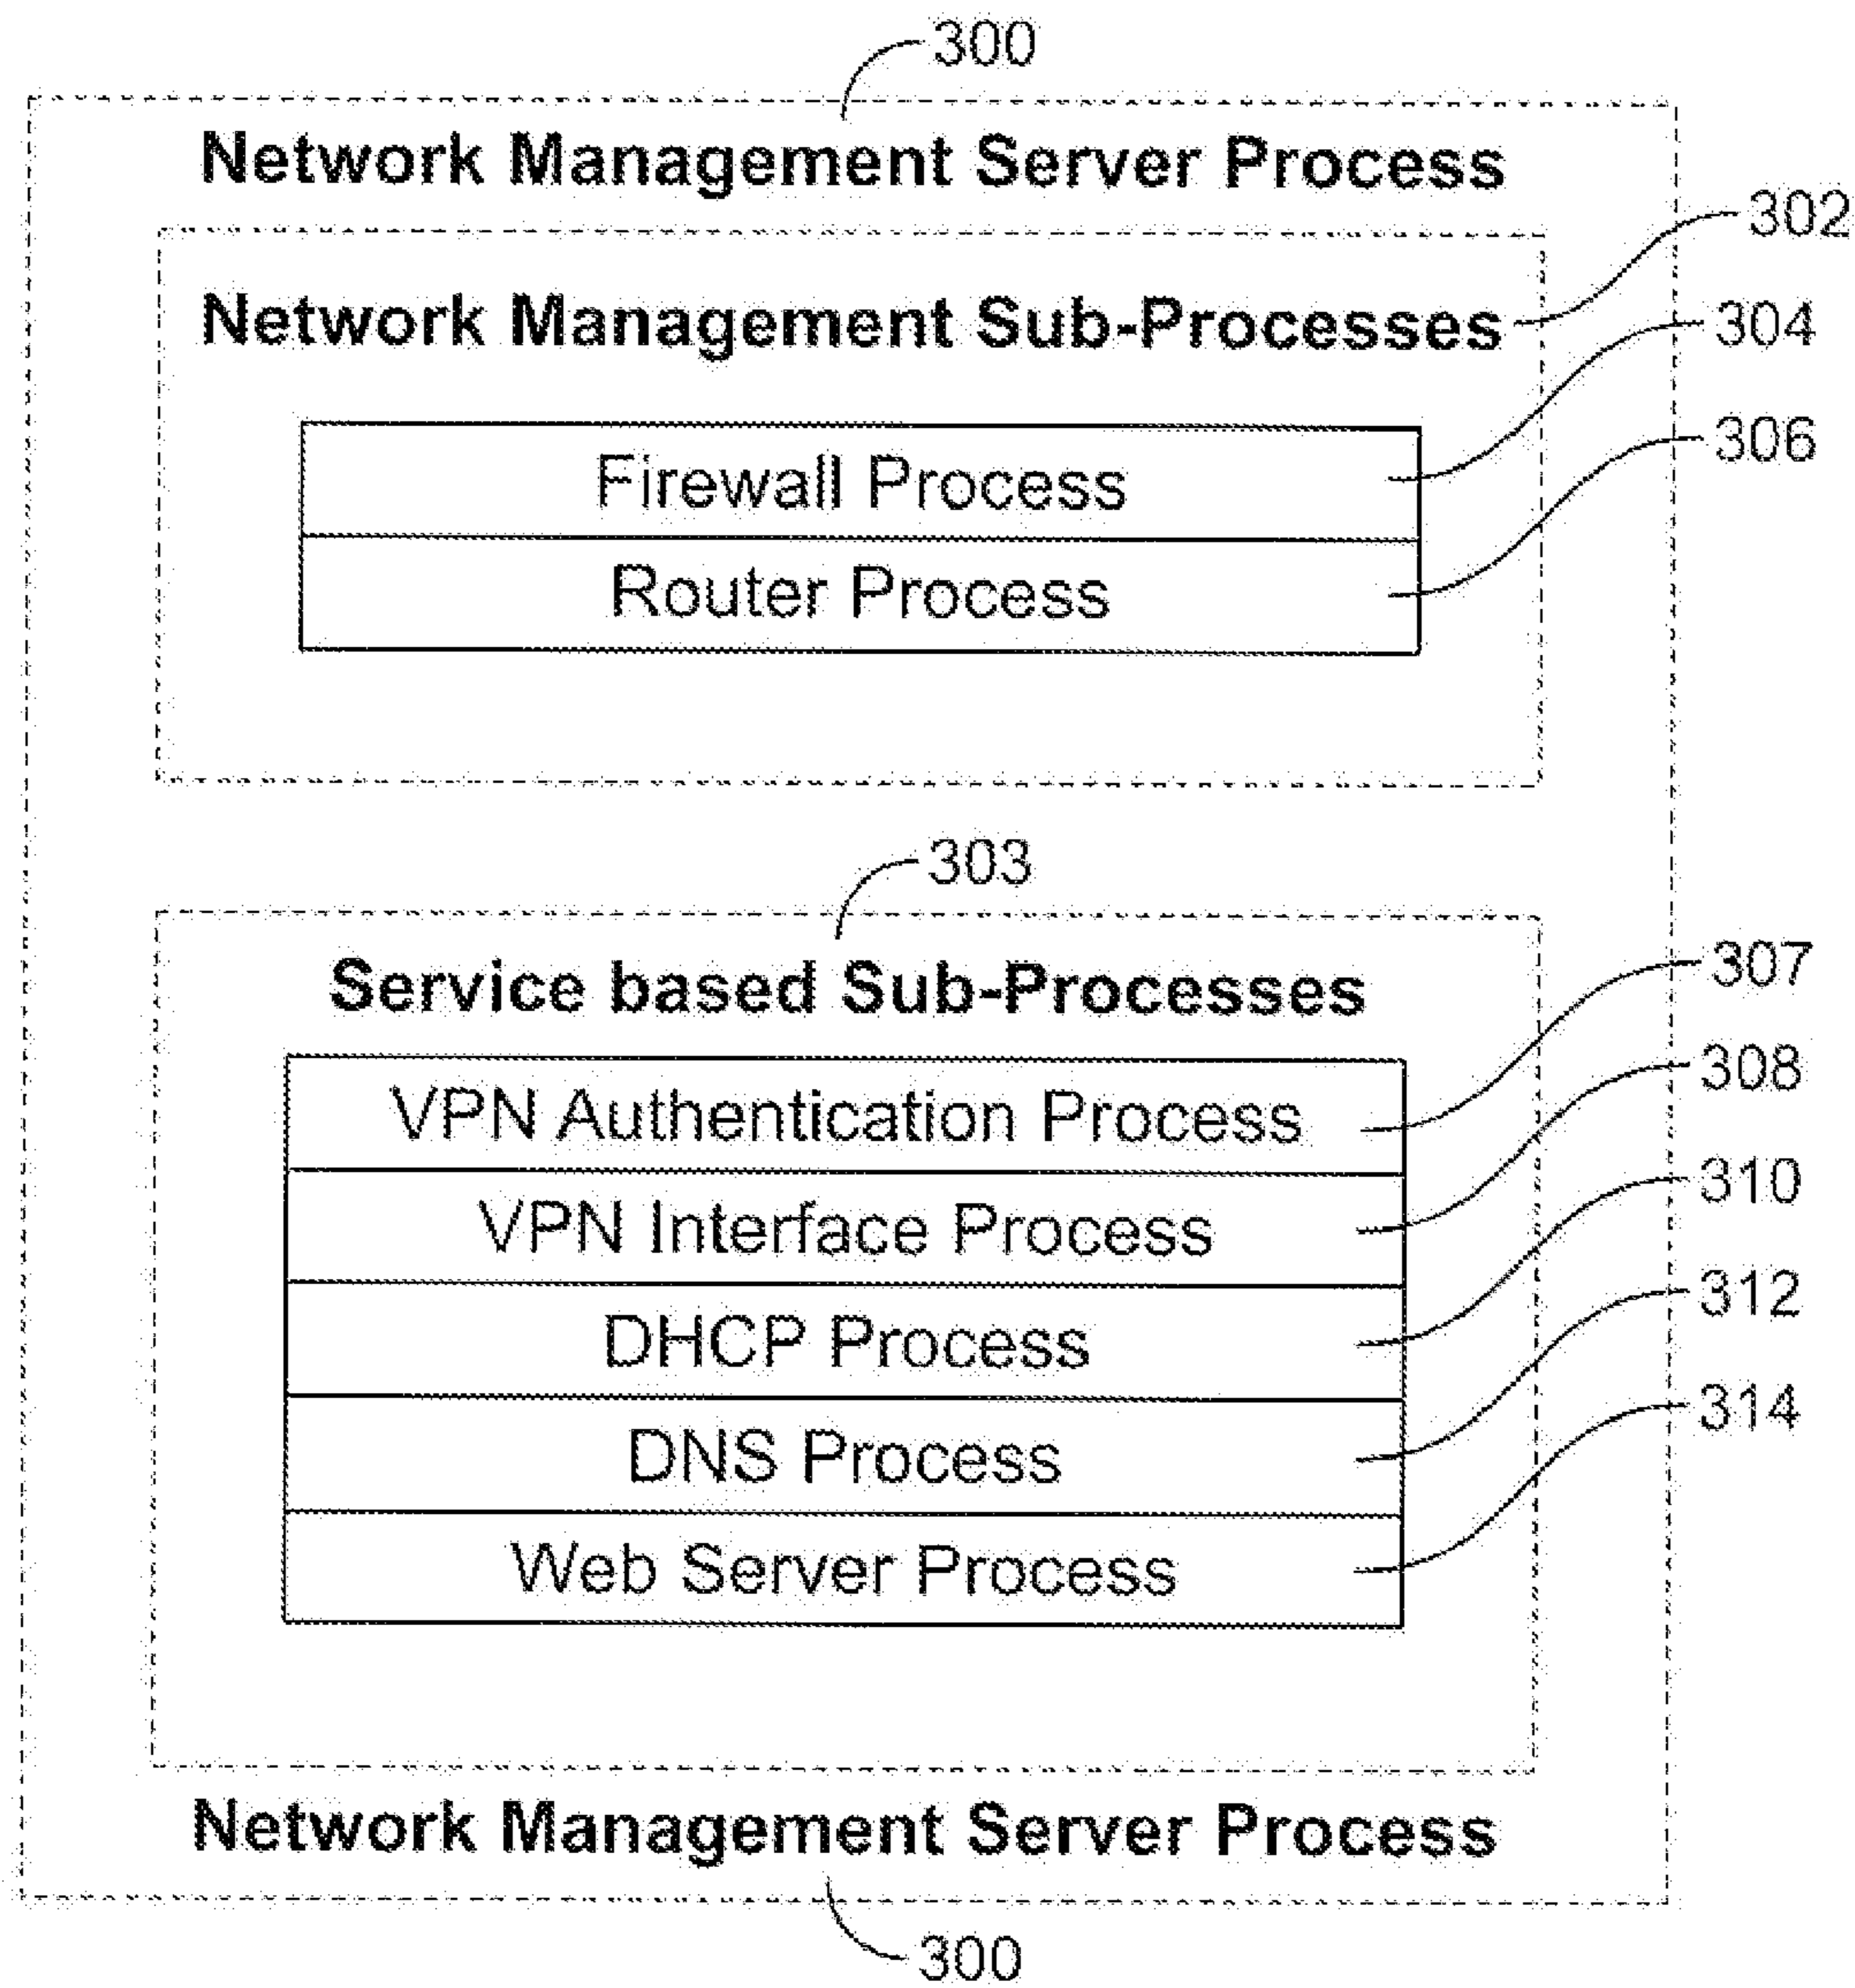 300
Network Management Server Process
302
Network Management Sub-Processes
304
306
Firewall Process
Router Process
303
Service based Sub-Processes
307
VPN Authentication Process
308
VPN Interface Process
310
DHCP Process
312
DNS Process
314
Web Server Process
Network Management Server Process
300